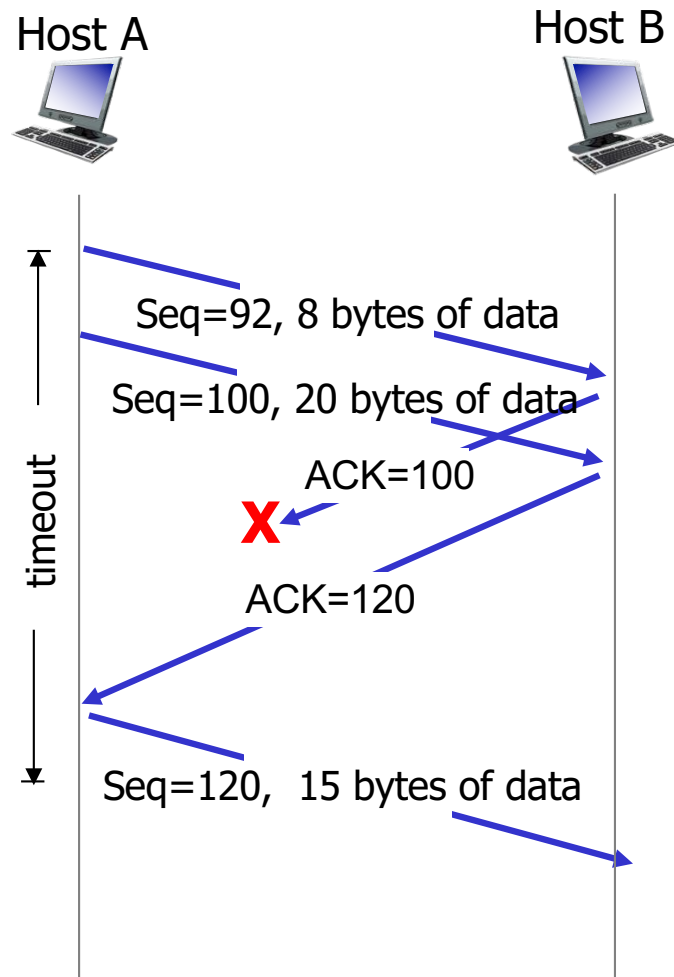 Host A
Host B
Seq=92, 8 bytes of data
Seq=100, 20 bytes of data
ACK=100
X
timeout
ACK=120
Seq=120,  15 bytes of data